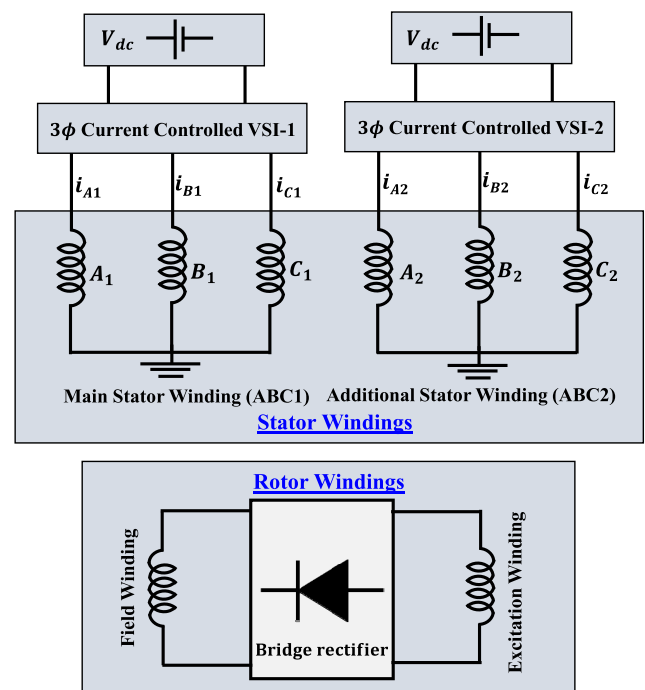 V_dc
V_dc
3ϕ Current Controlled VSI-1
3ϕ Current Controlled VSI-2
i_A1 i_B1 i_C1
i_A2 i_B2 i_C2
A_1 B_1 C_1
A_2 B_2 C_2
Main Stator Winding (ABC1)
Additional Stator Winding (ABC2)
Stator Windings
Rotor Windings
Field Winding
Bridge rectifier
Excitation Winding